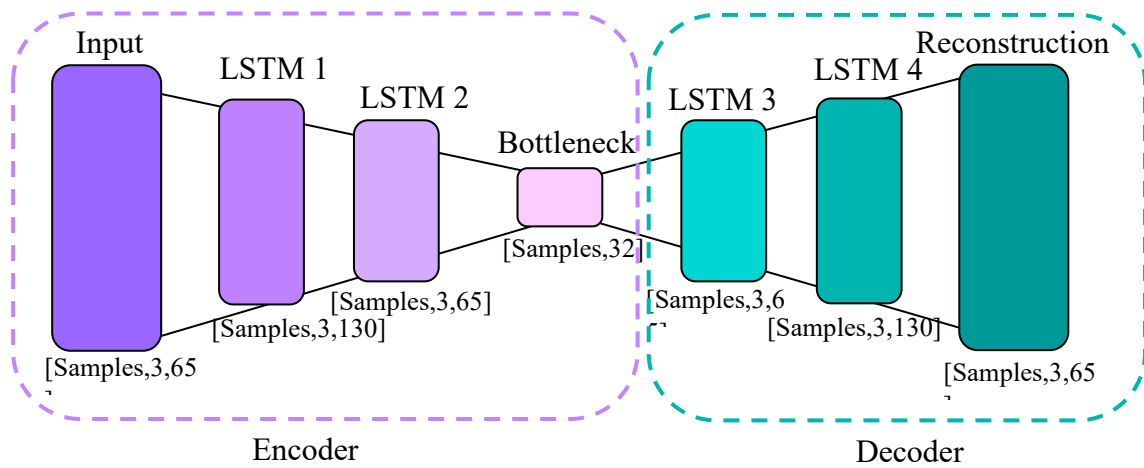 Input
LSTM 1
LSTM 2
Bottleneck
LSTM 3
LSTM 4
Reconstruction
[Samples,3,65
[Samples,3,130]
[Samples,3,65]
[Samples,32]
[Samples,3,6
[Samples,3,130]
[Samples,3,65
Encoder
Decoder